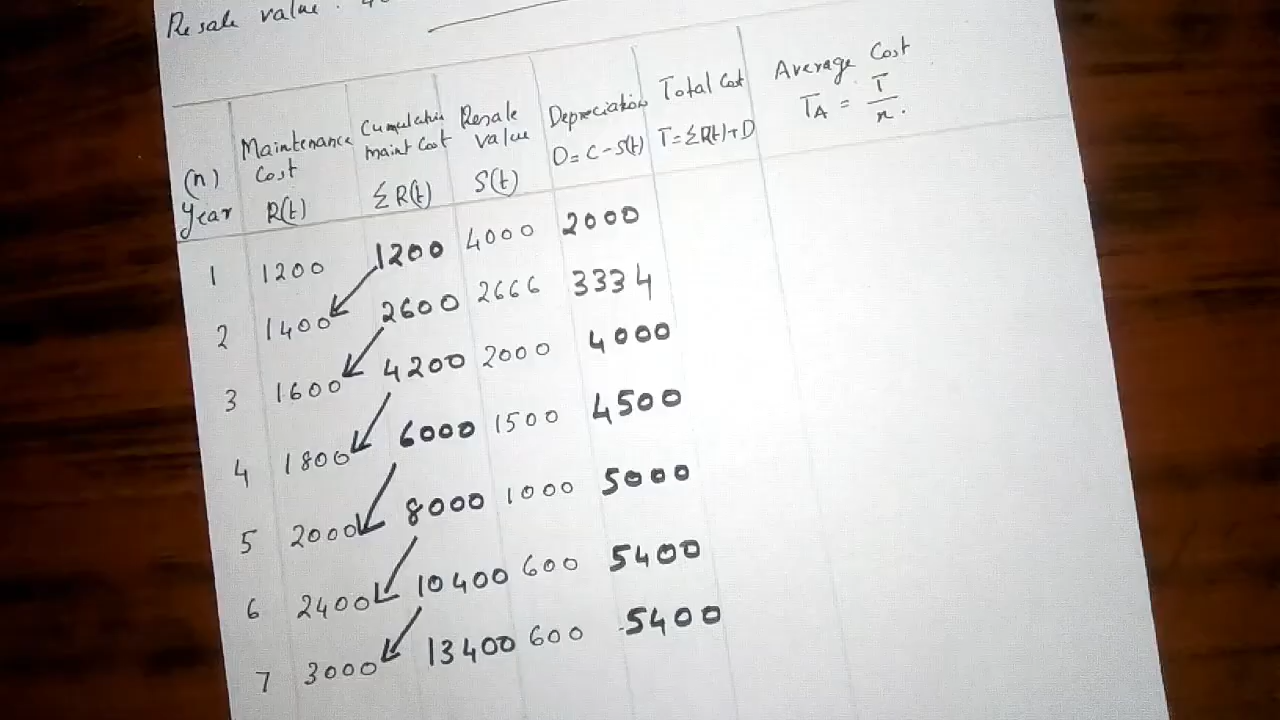 Resale value :
(n) Year
Maintenance Cost R(t)
Cumulative maint Cost ΣR(t)
Resale value S(t)
Depreciation D = C - S(t)
Total Cost T = ΣR(t)+D
Average Cost TA = T/n.
1 1200 1200 4000 2000
2 1400 2600 2666 3334
3 1600 4200 2000 4000
4 1800 6000 1500 4500
5 2000 8000 1000 5000
6 2400 10400 600 5400
7 3000 13400 600 5400